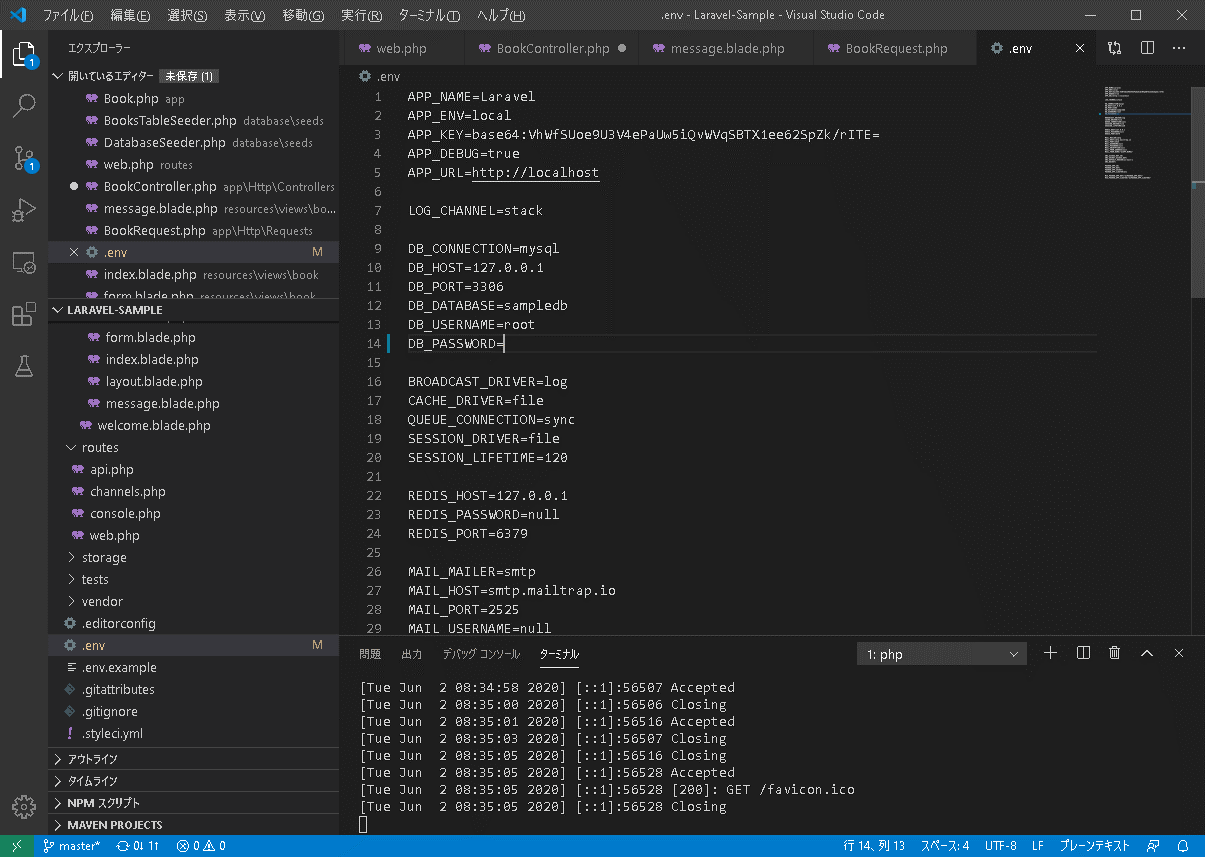 ファイル(F) 編集(E) 選択(S) 表示(V) 移動(G) 実行(R) ターミナル(T) ヘルプ(H) .env - Laravel-Sample - Visual Studio Code
エクスプローラー
開いているエディター 未保存 (1)
Book.php app
BooksTableSeeder.php database\seeds
DatabaseSeeder.php database\seeds
web.php routes
BookController.php app\Http\Controllers
message.blade.php resources\views\bo...
BookRequest.php app\Http\Requests
.env M
index.blade.php resources\views\book
form.blade.php resources\views\book
LARAVEL-SAMPLE
form.blade.php
index.blade.php
layout.blade.php
message.blade.php
welcome.blade.php
routes
api.php
channels.php
console.php
web.php
storage
tests
vendor
.editorconfig
.env M
.env.example
.gitattributes
.gitignore
.styleci.yml
アウトライン
タイムライン
NPM スクリプト
MAVEN PROJECTS
1
1
web.php BookController.php message.blade.php BookRequest.php .env
.env
1 APP_NAME=Laravel
2 APP_ENV=local
3 APP_KEY=base64:VhWfSUoe9U3V4ePaUw5iQvWVqSBTX1ee62SpZk/rITE=
4 APP_DEBUG=true
5 APP_URL=http://localhost
6
7 LOG_CHANNEL=stack
8
9 DB_CONNECTION=mysql
10 DB_HOST=127.0.0.1
11 DB_PORT=3306
12 DB_DATABASE=sampledb
13 DB_USERNAME=root
14 DB_PASSWORD=
15
16 BROADCAST_DRIVER=log
17 CACHE_DRIVER=file
18 QUEUE_CONNECTION=sync
19 SESSION_DRIVER=file
20 SESSION_LIFETIME=120
21
22 REDIS_HOST=127.0.0.1
23 REDIS_PASSWORD=null
24 REDIS_PORT=6379
25
26 MAIL_MAILER=smtp
27 MAIL_HOST=smtp.mailtrap.io
28 MAIL_PORT=2525
29 MAIL_USERNAME=null
問題 出力 デバッグ コンソール ターミナル 1: php
[Tue Jun  2 08:34:58 2020] [::1]:56507 Accepted
[Tue Jun  2 08:35:00 2020] [::1]:56506 Closing
[Tue Jun  2 08:35:01 2020] [::1]:56516 Accepted
[Tue Jun  2 08:35:03 2020] [::1]:56507 Closing
[Tue Jun  2 08:35:05 2020] [::1]:56516 Closing
[Tue Jun  2 08:35:05 2020] [::1]:56528 Accepted
[Tue Jun  2 08:35:05 2020] [::1]:56528 [200]: GET /favicon.ico
[Tue Jun  2 08:35:05 2020] [::1]:56528 Closing
master* 0↓ 1↑ 0 0 行 14、列 13 スペース: 4 UTF-8 LF プレーンテキスト